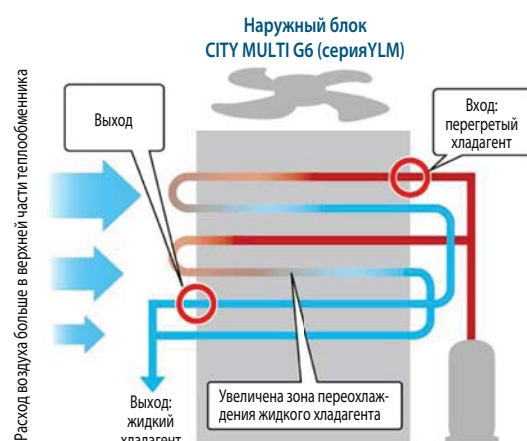 Наружный блок
CITY MULTI G6 (серияYLM)
Расход воздуха больше в верхней части теплообменника
Выход
Вход:
перегретый
хладагент
Выход:
жидкий
хладагент
Увеличена зона переохлаж-
дения жидкого хладагента